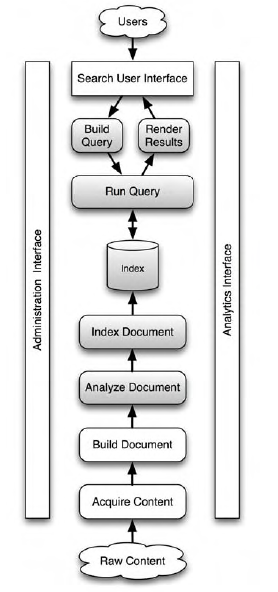 Users
Search User Interface
Build
Query
Render
Results
Run Query
Index
Index Document
Analyze Document
Build Document
Acquire Content
Raw Content
Administration Interface
Analytics Interface